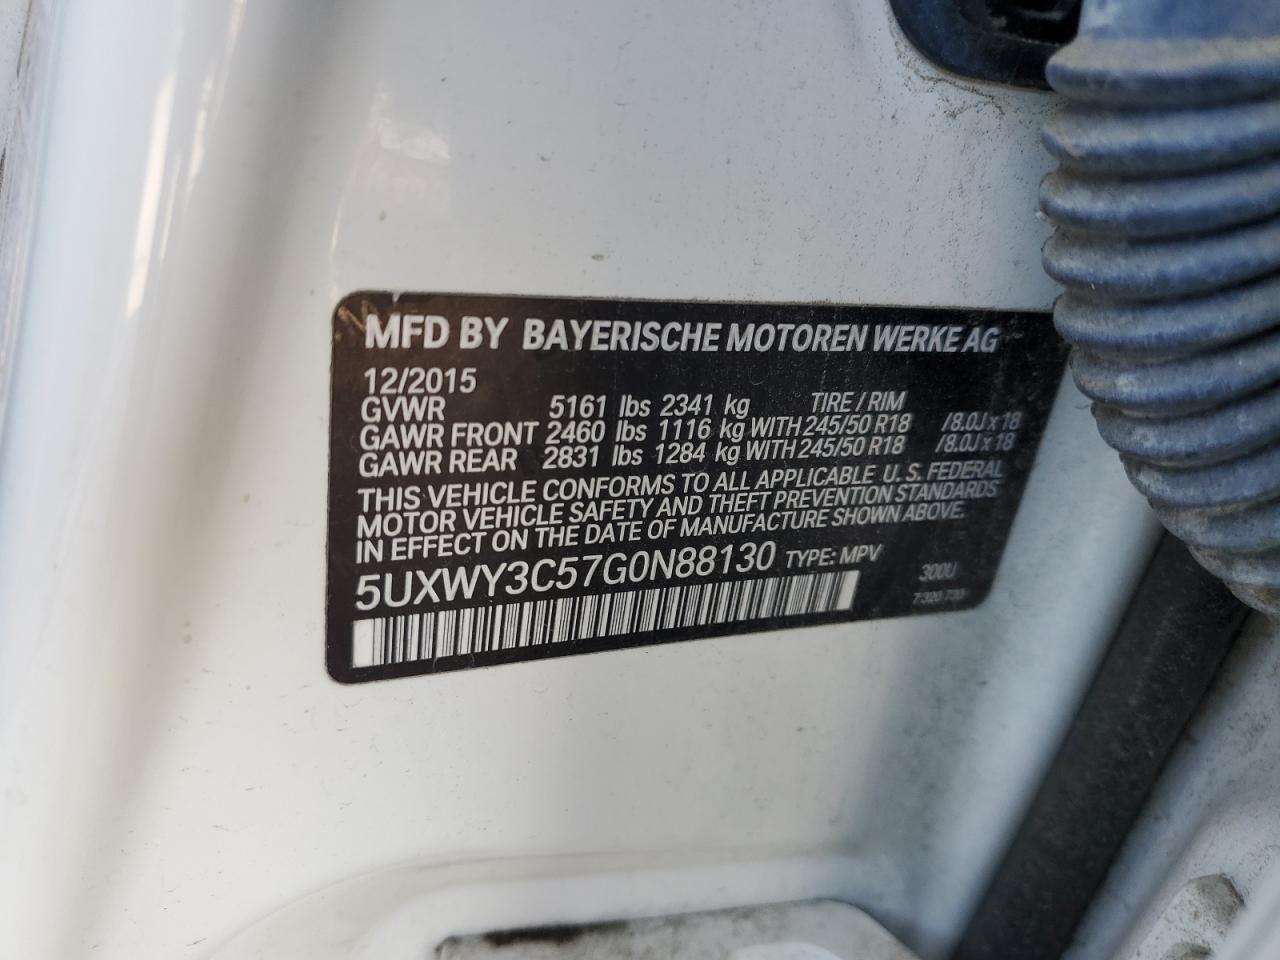 MFD BY BAYERISCHE MOTOREN WERKE AG
12/2015
GVWR 5161 lbs 2341 kg TIRE / RIM
GAWR FRONT 2460 lbs 1116 kg WITH 245/50 R18 /8.0J x 18
GAWR REAR 2831 lbs 1284 kg WITH 245/50 R18 /8.0J x 18
THIS VEHICLE CONFORMS TO ALL APPLICABLE U.S. FEDERAL
MOTOR VEHICLE SAFETY AND THEFT PREVENTION STANDARDS
IN EFFECT ON THE DATE OF MANUFACTURE SHOWN ABOVE.
5UXWY3C57G0N88130 TYPE: MPV
300U